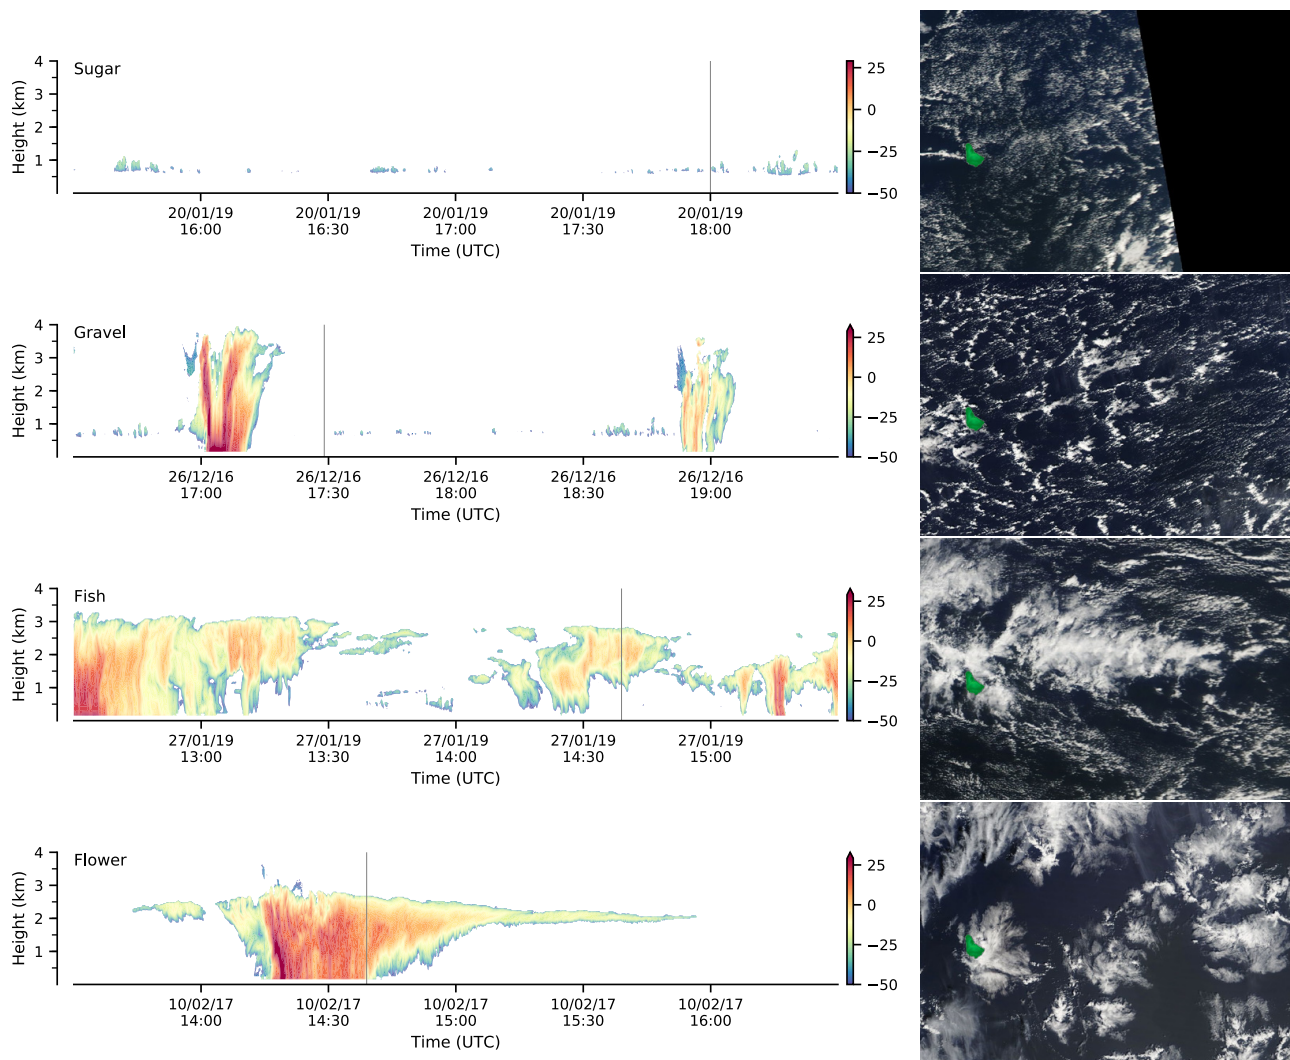 Sugar
Height (km)
4
3
2
1
25
0
−25
−50
20/01/19 20/01/19 20/01/19 20/01/19 20/01/19
16:00 16:30 17:00 17:30 18:00
Time (UTC)
Gravel
Height (km)
4
3
2
1
25
0
−25
−50
26/12/16 26/12/16 26/12/16 26/12/16 26/12/16
17:00 17:30 18:00 18:30 19:00
Time (UTC)
Fish
Height (km)
4
3
2
1
25
0
−25
−50
27/01/19 27/01/19 27/01/19 27/01/19 27/01/19
13:00 13:30 14:00 14:30 15:00
Time (UTC)
Flower
Height (km)
4
3
2
1
25
0
−25
−50
10/02/17 10/02/17 10/02/17 10/02/17 10/02/17
14:00 14:30 15:00 15:30 16:00
Time (UTC)